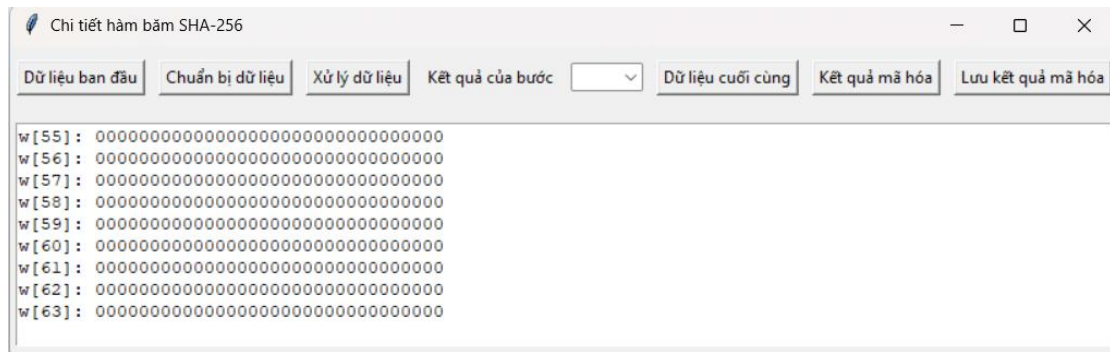 Chi tiết hàm băm SHA-256
Dữ liệu ban đầu Chuẩn bị dữ liệu Xử lý dữ liệu Kết quả của bước Dữ liệu cuối cùng Kết quả mã hóa Lưu kết quả mã hóa
w[55]: 00000000000000000000000000000000
w[56]: 00000000000000000000000000000000
w[57]: 00000000000000000000000000000000
w[58]: 00000000000000000000000000000000
w[59]: 00000000000000000000000000000000
w[60]: 00000000000000000000000000000000
w[61]: 00000000000000000000000000000000
w[62]: 00000000000000000000000000000000
w[63]: 00000000000000000000000000000000